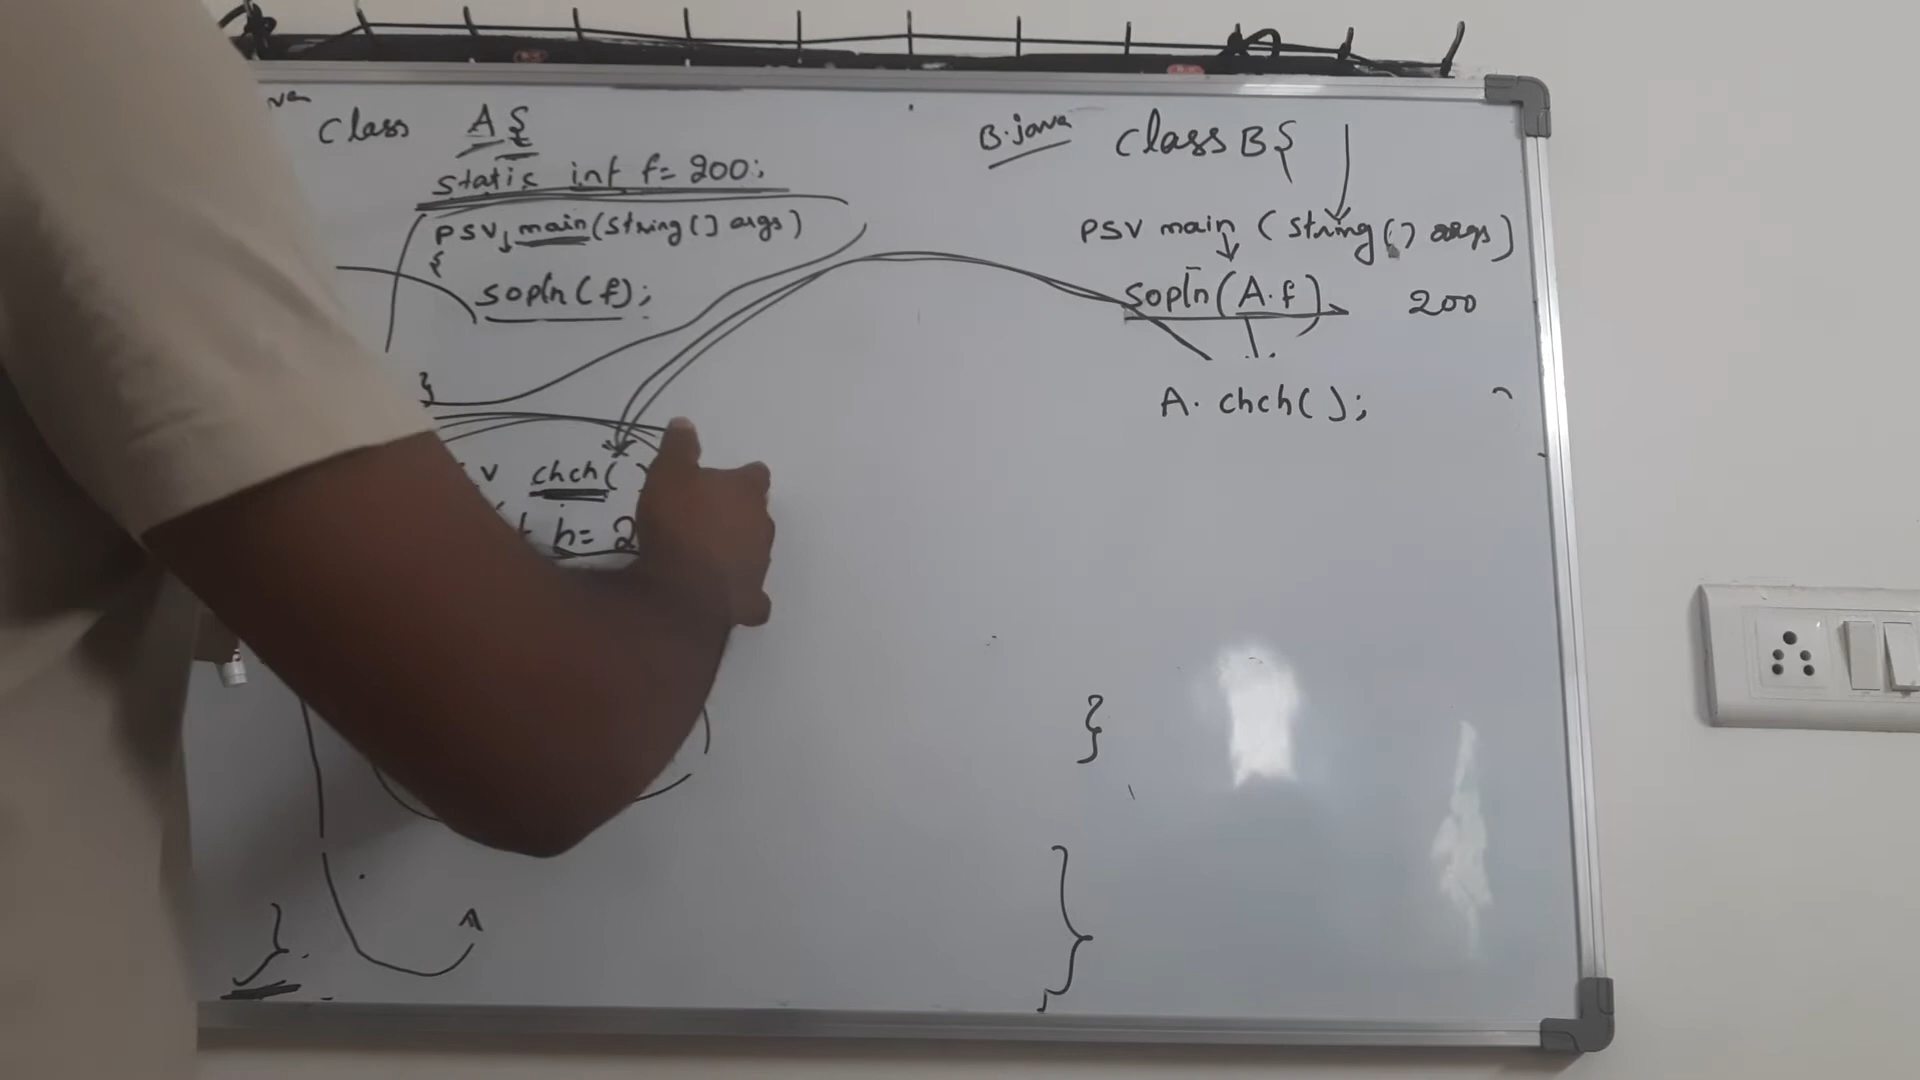 class A{
static int f= 200;
PSV main(String[] args)
{
sopln(f);
}
V chch(
h= 2
A
}
B.java class B{
PSV main (String[] args)
sopln(A.f) 200
A. chch();
}
}